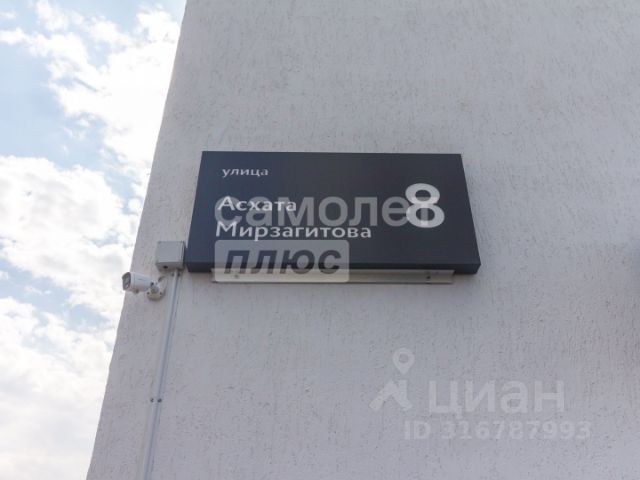 улица
Асхата
Мирзагитова
8
самолет
плюс
циан
ID 316787993